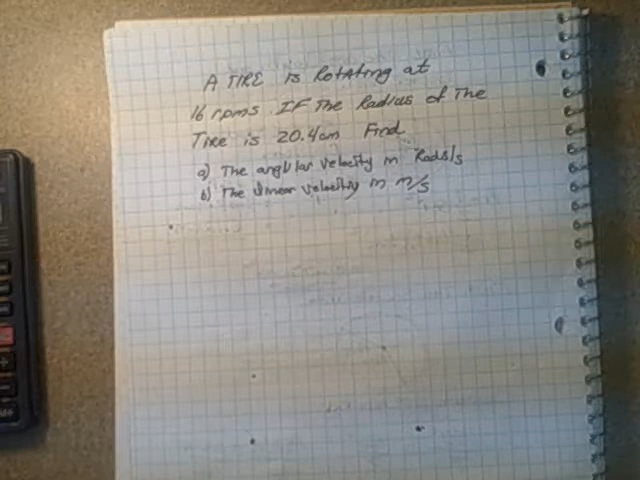 A TIRE is Rotating at
16 rpms. IF The Radius of The
Tire is 20.4cm Find
a) The angular velocity in Rads/s
b) The linear velocity in m/s